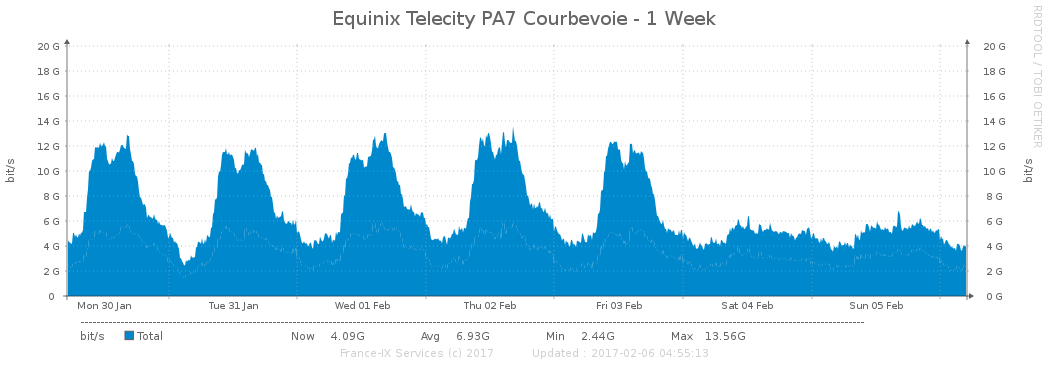 Equinix Telecity PA7 Courbevoie - 1 Week
RRDTOOL / TOBI OETIKER
20 G 20 G
18 G 18 G
16 G 16 G
14 G 14 G
12 G 12 G
10 G 10 G
8 G 8 G
6 G 6 G
4 G 4 G
2 G 2 G
0 0 G
bit/s
bit/s
Mon 30 Jan Tue 31 Jan Wed 01 Feb Thu 02 Feb Fri 03 Feb Sat 04 Feb Sun 05 Feb
bit/s Total Now 4.09G Avg 6.93G Min 2.44G Max 13.56G
France-IX Services (c) 2017 Updated : 2017-02-06 04:55:13